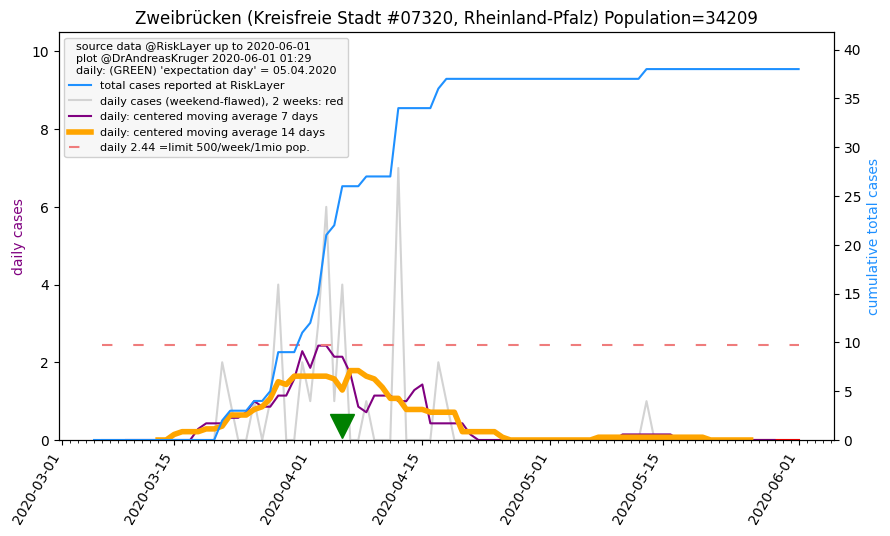 Zweibrücken (Kreisfreie Stadt #07320, Rheinland-Pfalz) Population=34209
source data @RiskLayer up to 2020-06-01
plot @DrAndreasKruger 2020-06-01 01:29
daily: (GREEN) 'expectation day' = 05.04.2020
total cases reported at RiskLayer
daily cases (weekend-flawed), 2 weeks: red
daily: centered moving average 7 days
daily: centered moving average 14 days
daily 2.44 =limit 500/week/1mio pop.
daily cases
10
8
6
4
2
0
cumulative total cases
40
35
30
25
20
15
10
5
0
2020-03-01
2020-03-15
2020-04-01
2020-04-15
2020-05-01
2020-05-15
2020-06-01